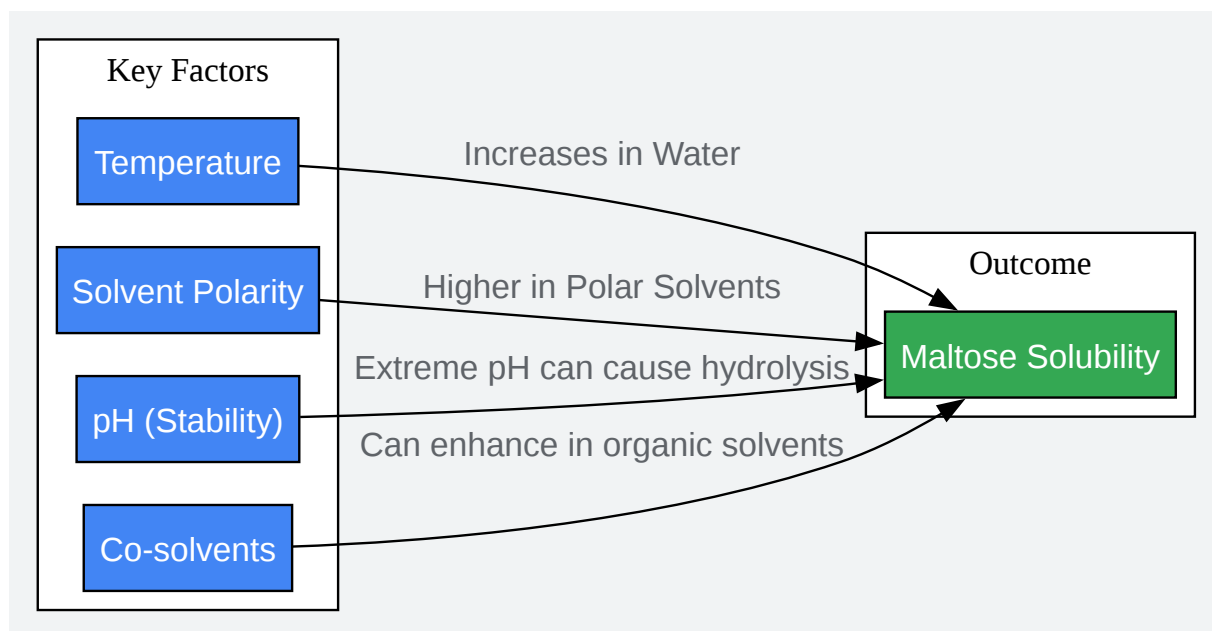 Key Factors
Temperature
Increases in Water
Solvent Polarity
Higher in Polar Solvents
Outcome
Maltose Solubility
Extreme pH can cause hydrolysis
pH (Stability)
Can enhance in organic solvents
Co-solvents